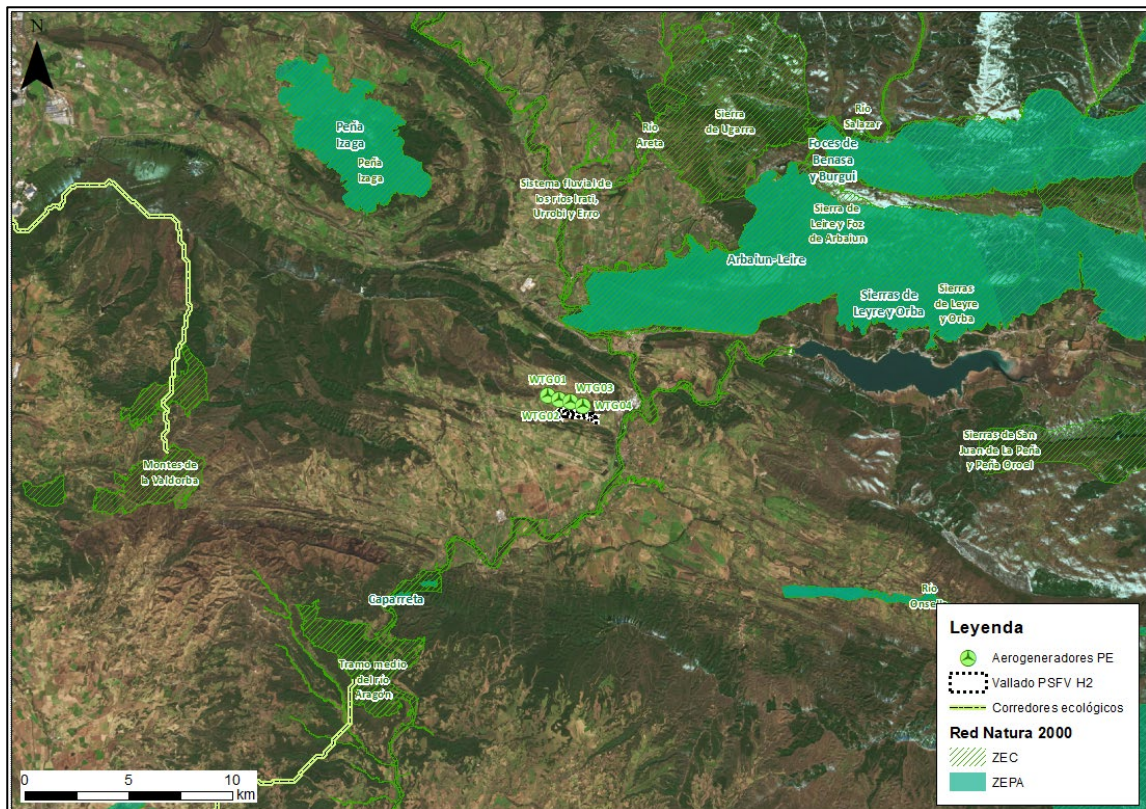 N
Peña
Izaga
Peña
Izaga
Sistema fluvial de
los ríos Irati,
Urrobi y Erro
Río
Areta
Sierra
de Ugarra
Río
Salazar
Foces de
Benasa
y Burgui
Sierra de
Leire y Foz
de Arbaiun
Arbaiun-Leire
Sierras de
Leyre y Orba
Sierras
de Leyre
y Orba
WTG01
WTG03
WTG02
WTG04
Montes de
la Valdorba
Sierras de San
Juan de La Peña
y Peña Oroel
Caparreta
Río
Onsella
Tramo medio
del río
Aragón
0 5 10
km
Leyenda
Aerogeneradores PE
Vallado PSFV H2
Corredores ecológicos
Red Natura 2000
ZEC
ZEPA